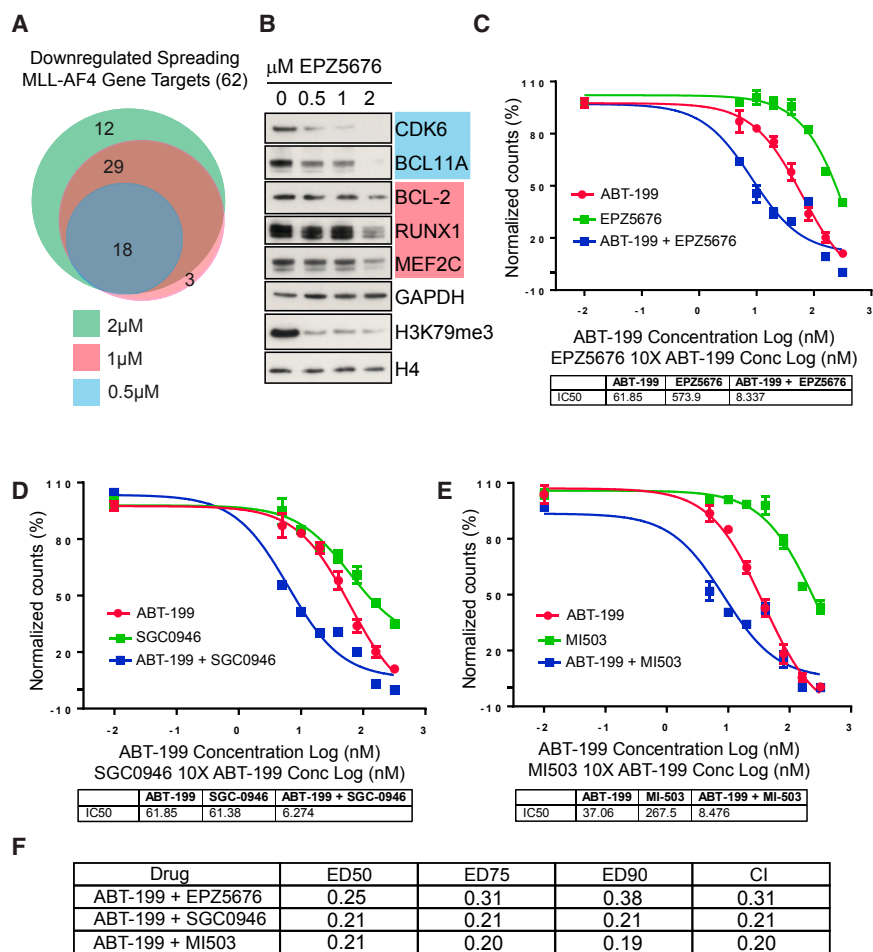 A
Downregulated Spreading
MLL-AF4 Gene Targets (62)
12
29
18
3
2µM
1µM
0.5µM
B
µM EPZ5676
0 0.5 1 2
CDK6
BCL11A
BCL-2
RUNX1
MEF2C
GAPDH
H3K79me3
H4
C
Normalized counts (%)
110
80
50
20
-10
ABT-199
EPZ5676
ABT-199 + EPZ5676
-2 -1 0 1 2 3
ABT-199 Concentration Log (nM)
EPZ5676 10X ABT-199 Conc Log (nM)
ABT-199 EPZ5676 ABT-199 + EPZ5676
IC50 61.85 573.9 8.337
D
Normalized counts (%)
110
80
50
20
-10
ABT-199
SGC0946
ABT-199 + SGC0946
-2 -1 0 1 2 3
ABT-199 Concentration Log (nM)
SGC0946 10X ABT-199 Conc Log (nM)
ABT-199 SGC-0946 ABT-199 + SGC-0946
IC50 61.85 61.38 6.274
E
Normalized counts (%)
110
80
50
20
-10
ABT-199
MI503
ABT-199 + MI503
-2 -1 0 1 2 3
ABT-199 Concentration Log (nM)
MI503 10X ABT-199 Conc Log (nM)
ABT-199 MI-503 ABT-199 + MI-503
IC50 37.06 267.5 8.476
F
Drug ED50 ED75 ED90 CI
ABT-199 + EPZ5676 0.25 0.31 0.38 0.31
ABT-199 + SGC0946 0.21 0.21 0.21 0.21
ABT-199 + MI503 0.21 0.20 0.19 0.20